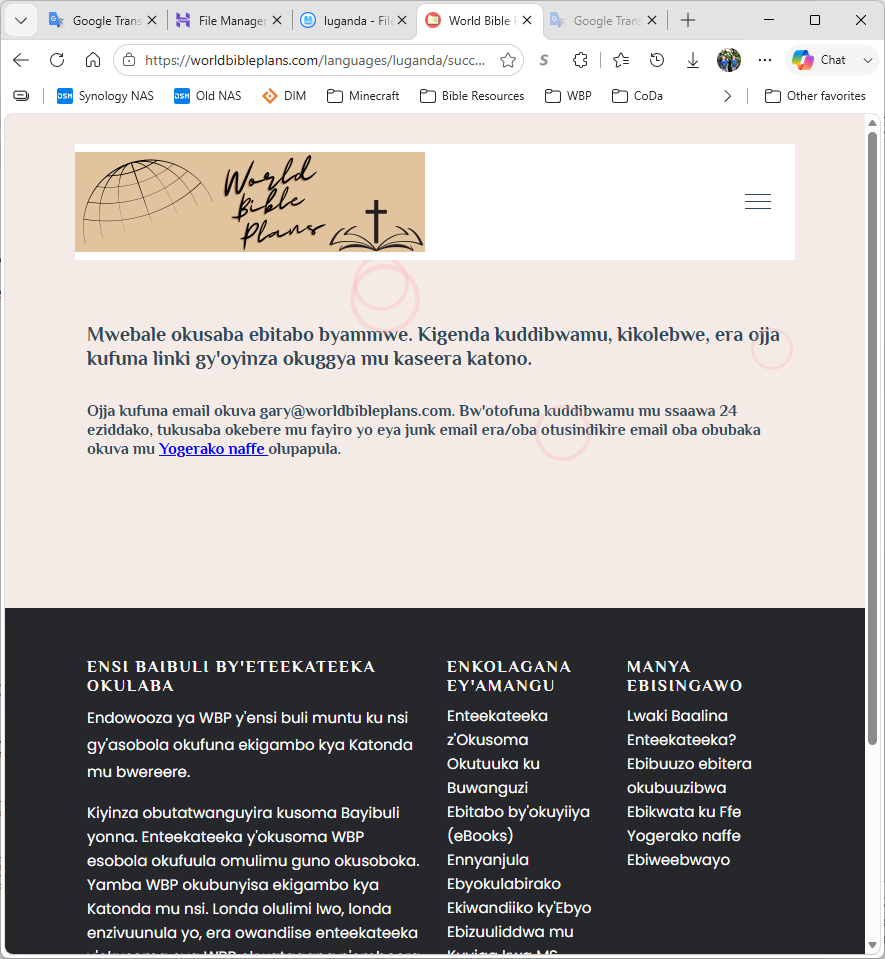 Google Trans
File Manager
luganda - File
World Bible P
Google Trans
https://worldbibleplans.com/languages/luganda/succ...
Chat
Synology NAS
Old NAS
DIM
Minecraft
Bible Resources
WBP
CoDa
Other favorites
World
Bible
Plans
Mwebale okusaba ebitabo byammwe. Kigenda kuddibwamu, kikolebwe, era ojja
kufuna linki gy'oyinza okuggya mu kaseera katono.
Ojja kufuna email okuva gary@worldbibleplans.com. Bw'otofuna kuddibwamu mu ssaawa 24
eziddako, tukusaba okebere mu fayiro yo eya junk email era/oba otusindikire email oba obubaka
okuva mu Yogerako naffe olupapula.
ENSI BAIBULI BY'ETEEKATEEKA
OKULABA
Endowooza ya WBP y'ensi buli muntu ku nsi
gy'asobola okufuna ekigambo kya Katonda
mu bwereere.
Kiyinza obutatwanguyira kusoma Bayibuli
yonna. Enteekateeka y'okusoma WBP
esobola okufuula omulimu guno okusoboka.
Yamba WBP okubunyisa ekigambo kya
Katonda mu nsi. Londa olulimi lwo, londa
enzivuunula yo, era owandiise enteekateeka
ENKOLAGANA
EY'AMANGU
Enteekateeka
z'Okusoma
Okutuuka ku
Buwanguzi
Ebitabo by'okuyiiya
(eBooks)
Ennyanjula
Ebyokulabirako
Ekiwandiiko ky'Ebyo
Ebizuuliddwa mu
Kuyiga kwa MS
MANYA
EBISINGAWO
Lwaki Baalina
Enteekateeka?
Ebibuuzo ebitera
okubuuzibwa
Ebikwata ku Ffe
Yogerako naffe
Ebiweebwayo